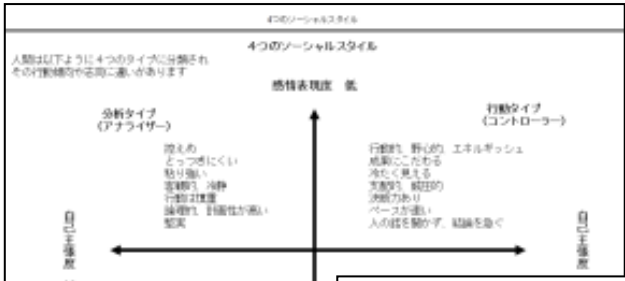 4つのソーシャルスタイル
4つのソーシャルスタイル
人間は以下ように4つのタイプに分類され
その行動傾向や志向に違いがあります
感情表現度 低
分析タイプ
(アナライザー)
控えめ
とっつきにくい
粘り強い
客観的、冷静
行動は慎重
論理的、計画性が高い
堅実
行動タイプ
(コントローラー)
行動的、野心的、エネルギッシュ
成果にこだわる
冷たく見える
支配的、威圧的
決断力あり
ペースが速い
人の話を聞かず、結論を急ぐ
自己主張度
自己主張度